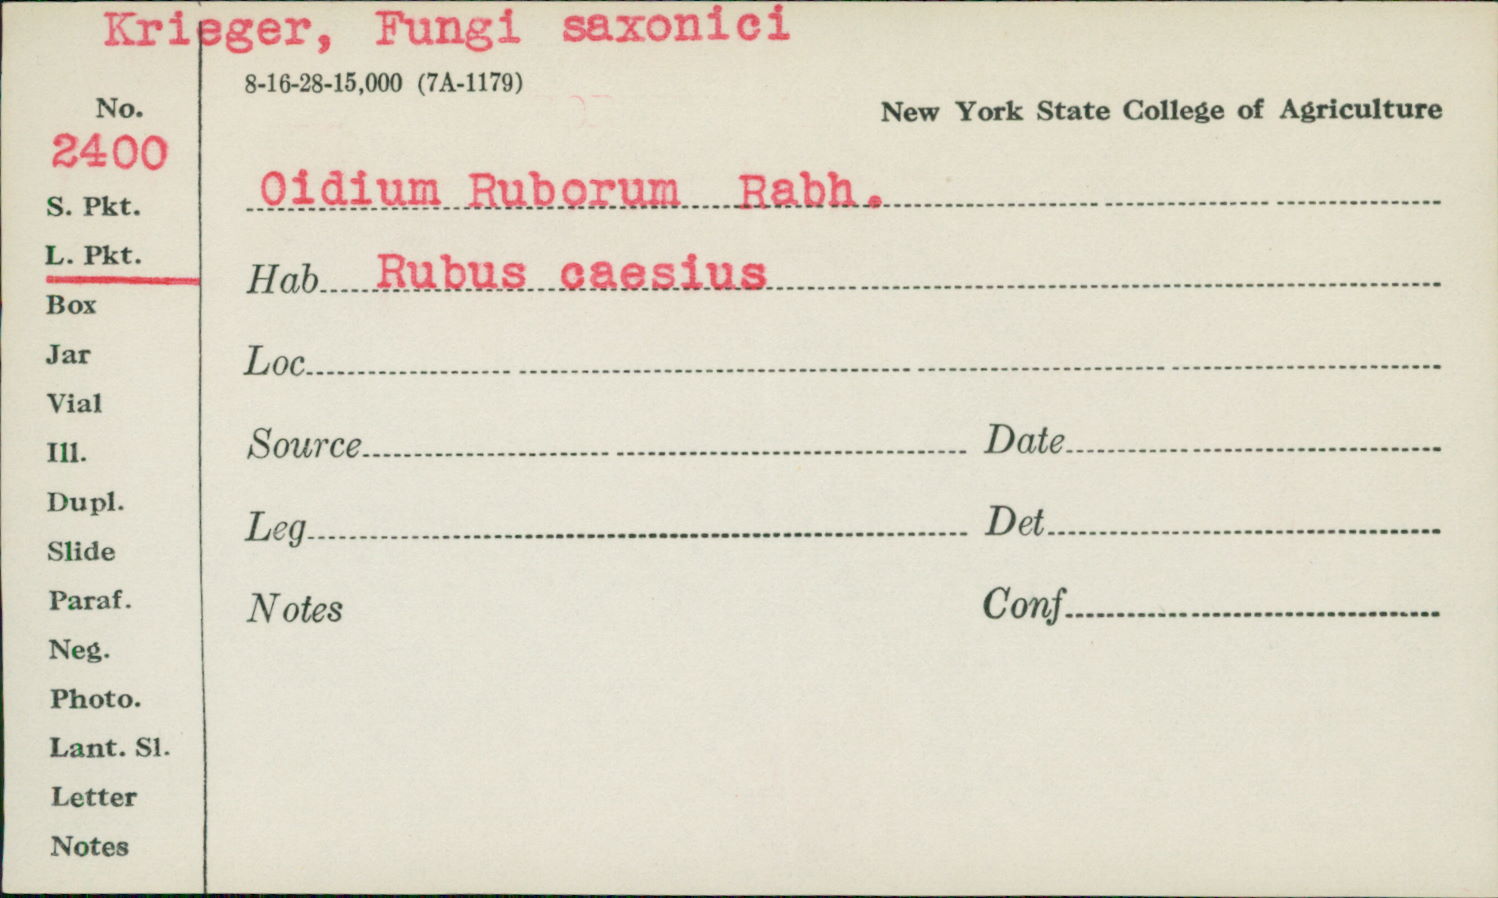 Krieger, Fungi saxonici
8-16-28-15,000 (7A-1179)
No.
New York State College of Agriculture
2400
Oidium Ruborum Rabh.
S. Pkt.
L. Pkt.
Hab Rubus caesius
Box
Jar
Loc
Vial
Source
Date
Ill.
Dupl.
Leg
Det
Slide
Paraf.
Notes
Conf
Neg.
Photo.
Lant. Sl.
Letter
Notes